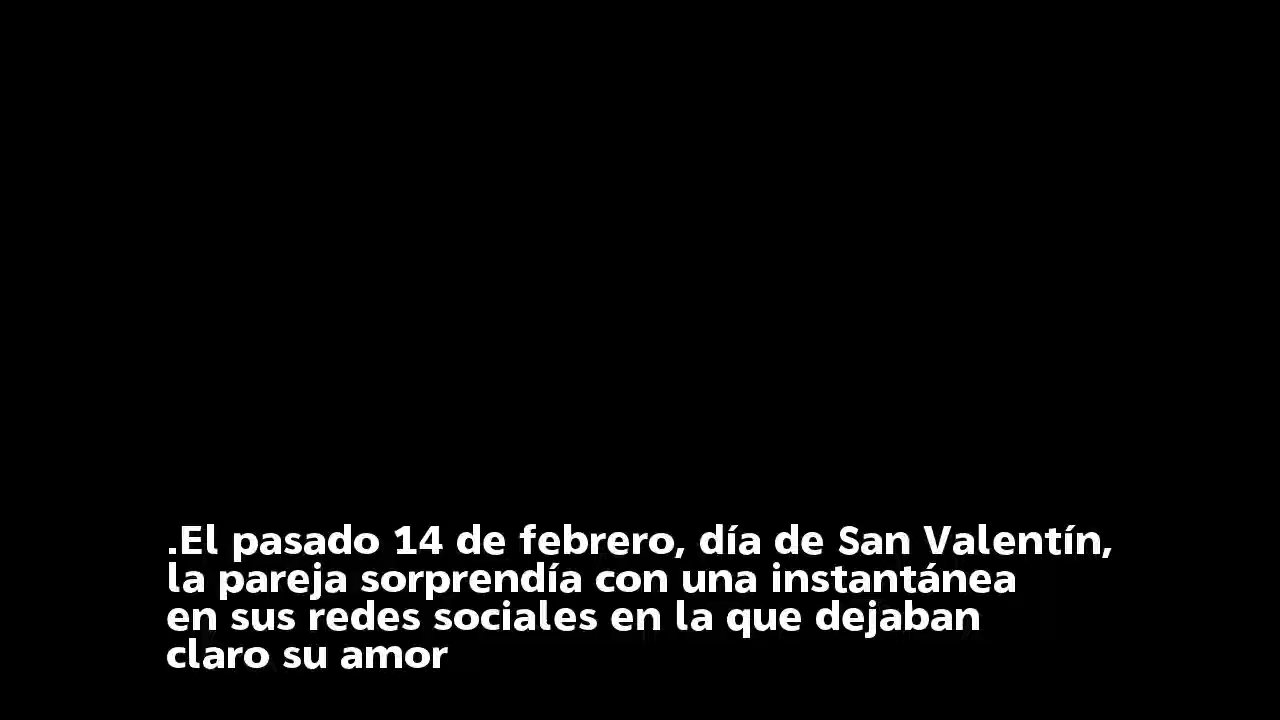 .El pasado 14 de febrero, día de San Valentín,
la pareja sorprendía con una instantánea
en sus redes sociales en la que dejaban
claro su amor